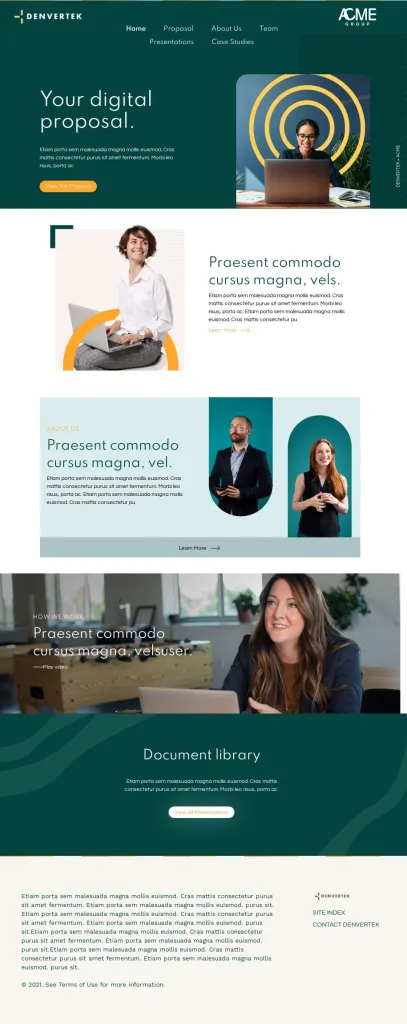 DENVERTEK
ACME
GROUP
Home Proposal About Us Team
Presentations Case Studies
Your digital
proposal.
Etiam porta sem malesuada magna mollis euismod. Cras
mattis consectetur purus sit amet fermentum. Morbi leo
risus, porta ac.
View The Proposal
DENVERTEK + ACME
Praesent commodo
cursus magna, vels.
Etiam porta sem malesuada magna mollis euismod. Cras
mattis consectetur purus sit amet fermentum. Morbi leo
risus, porta ac. Etiam porta sem malesuada magna mollis
euismod. Cras mattis consectetur pu.
Learn More
ABOUT US
Praesent commodo
cursus magna, vel.
Etiam porta sem malesuada magna mollis euismod. Cras
mattis consectetur purus sit amet fermentum. Morbi leo
risus, porta ac. Etiam porta sem malesuada magna mollis
euismod. Cras mattis consectetur pu.
Learn More
HOW WE WORK
Praesent commodo
cursus magna, velsuser.
Play video
Document library
Etiam porta sem malesuada magna mollis euismod. Cras mattis
consectetur purus sit amet fermentum. Morbi leo risus, porta ac.
View All Presentations
Etiam porta sem malesuada magna mollis euismod. Cras mattis consectetur purus
sit amet fermentum. Etiam porta sem malesuada magna mollis euismod. purus sit.
Etiam porta sem malesuada magna mollis euismod. Cras mattis consectetur purus
sit amet fermentum. Etiam porta sem malesuada magna mollis euismod. purus
sit.Etiam porta sem malesuada magna mollis euismod. Cras mattis consectetur
purus sit amet fermentum. Etiam porta sem malesuada magna mollis euismod.
purus sit.Etiam porta sem malesuada magna mollis euismod. Cras mattis
consectetur purus sit amet fermentum. Etiam porta sem malesuada magna mollis
euismod. purus sit.
© 2021. See Terms of Use for more information.
DENVERTEK
SITE INDEX
CONTACT DENVERTEK